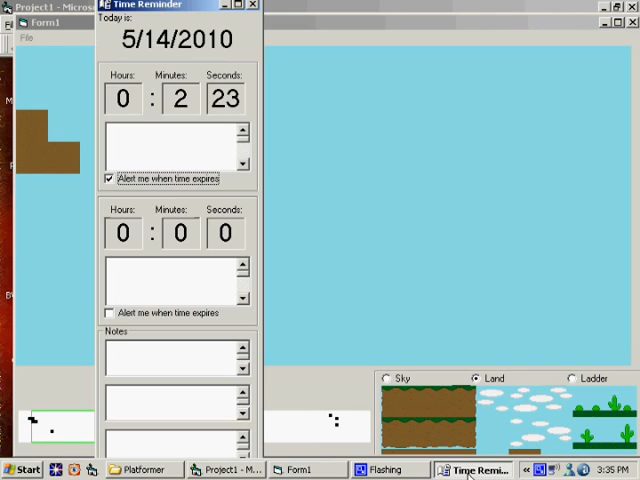 Project1 - Micros
Time Reminder
Form1
Today is:
File
5/14/2010
Hours: Minutes: Seconds:
0 : 2 23
Alert me when time expires
Hours: Minutes: Seconds:
0 : 0 0
Alert me when time expires
Notes
Sky Land Ladder
Start Platformer Project1 - M... Form1 Flashing Time Remi... « 3:35 PM